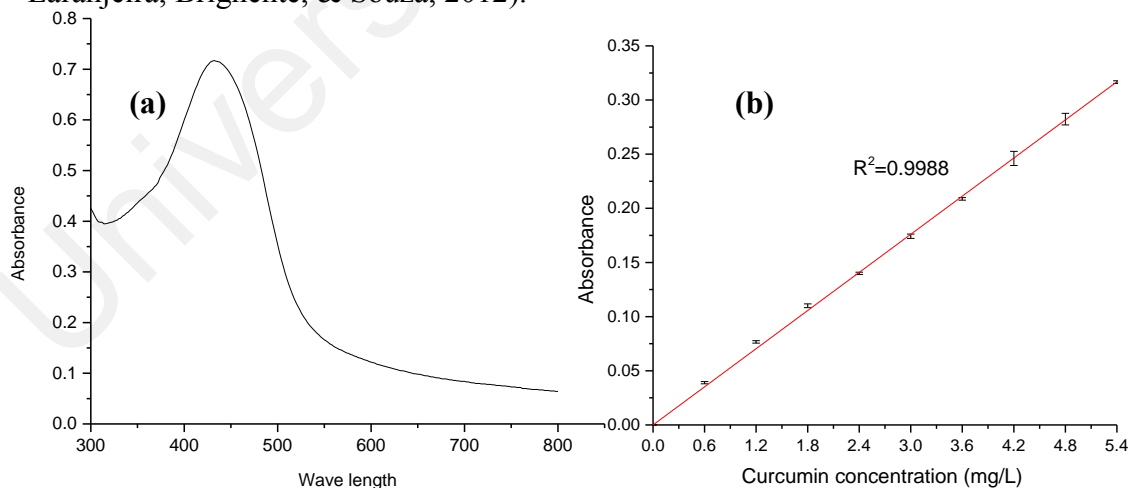 Laranjeira, Brighente, & Souza, 2012).
0.8
0.7
0.6
0.5
0.4
0.3
0.2
0.1
0.0
Absorbance
(a)
300 400 500 600 700 800
Wave length
0.35
0.30
0.25
0.20
0.15
0.10
0.05
0.00
Absorbance
(b)
R²=0.9988
0.0 0.6 1.2 1.8 2.4 3.0 3.6 4.2 4.8 5.4
Curcumin concentration (mg/L)
Univers